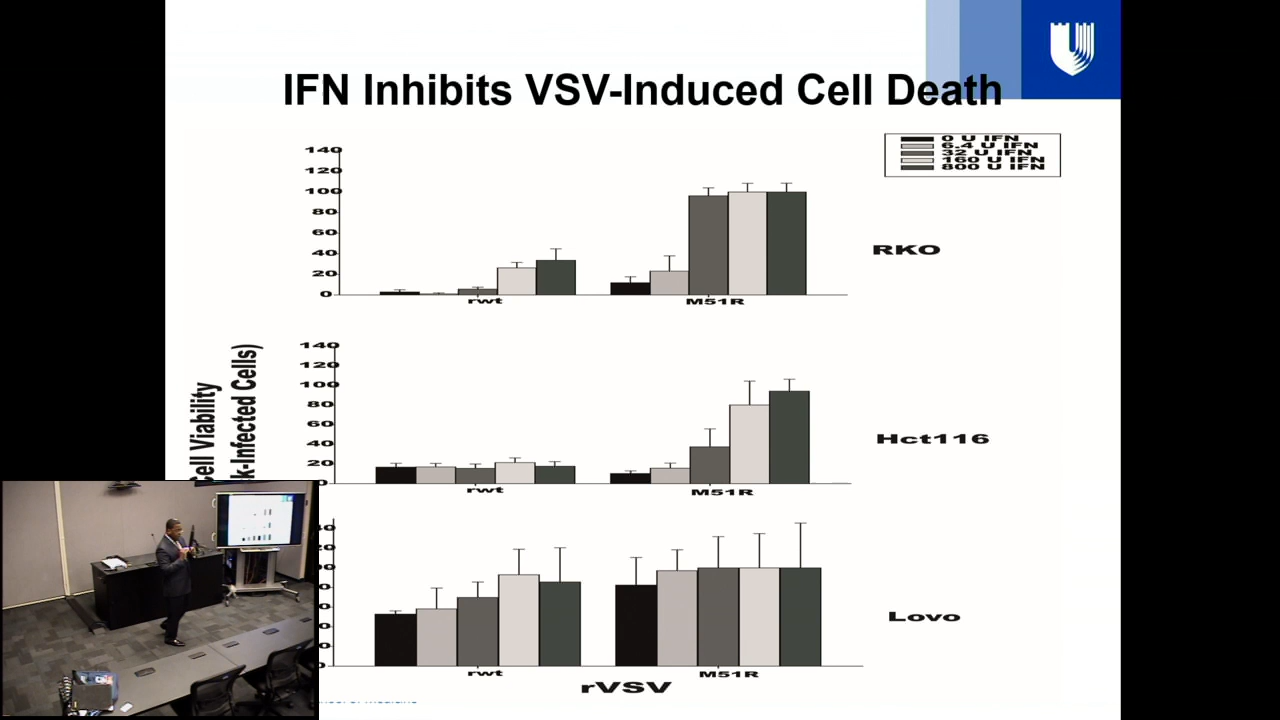 IFN Inhibits VSV-Induced Cell Death
0 U IFN
6.4 U IFN
32 U IFN
160 U IFN
800 U IFN
140
120
100
80
60
40
20
0
rwt M51R
RKO
Cell Viability
k-Infected Cells)
140
120
100
80
60
40
20
0
rwt M51R
Hct116
rwt M51R
Lovo
rVSV